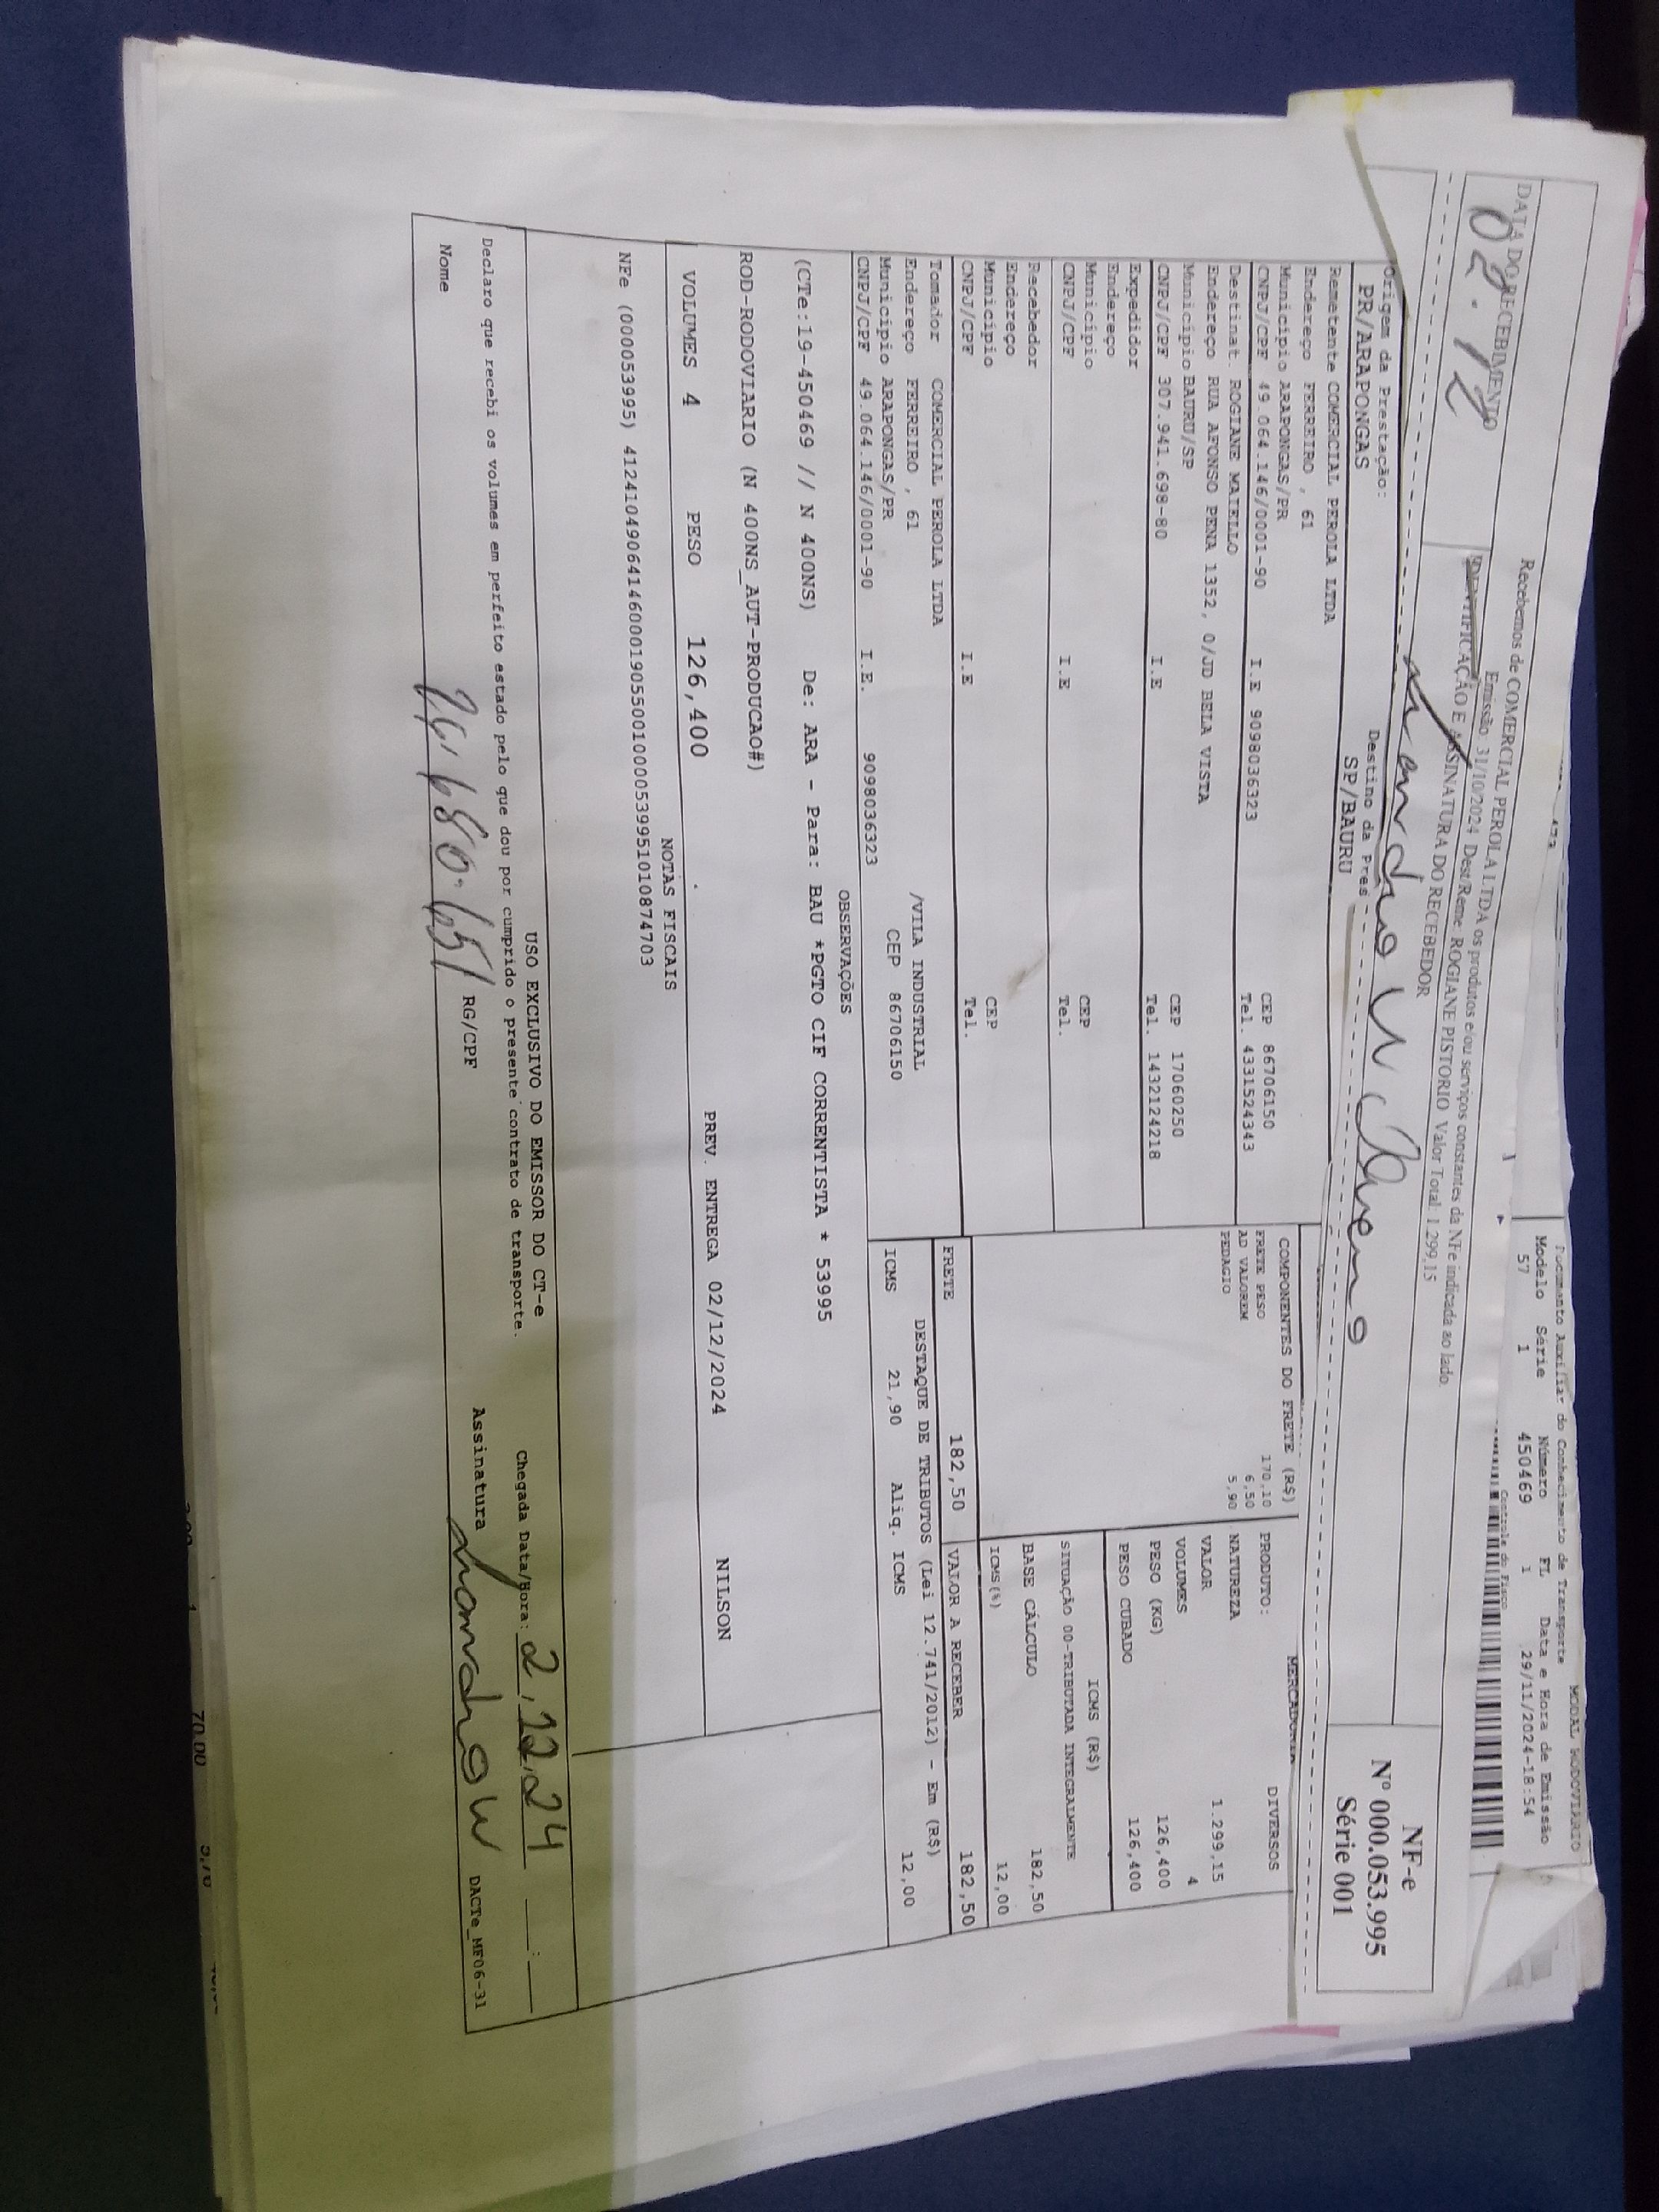 MODAL RODOVIARIO
Documento Auxiliar do Conhecimento de Transporte
Modelo Série Número FL Data e Hora de Emissão
57 1 450469 1 29/11/2024-18:54
Controle do Fisco
Recebemos de COMERCIAL PEROLA LTDA os produtos e/ou serviços constantes da NFe indicada ao lado.
Emissão 31/10/2024 Dest/Reme: ROGIANE PISTORIO Valor Total: 1.299,15
DATA DO RECEBIMENTO
02.12
IDENTIFICAÇÃO E ASSINATURA DO RECEBEDOR
NF-e
Nº 000.053.995
Série 001
Origem da Prestação: Destino da Pres
PR/ARAPONGAS SP/BAURU
Remetente COMERCIAL PEROLA LTDA
Endereço FERREIRO , 61
Município ARAPONGAS/PR CEP 86706150
CNPJ/CPF 49.064.146/0001-90 I.E 9098036323 Tel. 4331524343
Destinat. ROGIANE MAIELLO
Endereço RUA AFONSO PENA 1352, 0/JD BELA VISTA
Município BAURU/SP CEP 17060250
CNPJ/CPF 307.941.698-80 I.E Tel. 1432124218
Expedidor
Endereço
Município CEP
CNPJ/CPF I.E Tel.
Recebedor
Endereço
Município CEP
CNPJ/CPF I.E Tel.
Tomador COMERCIAL PEROLA LTDA
Endereço FERREIRO , 61 /VILA INDUSTRIAL
Município ARAPONGAS/PR CEP 86706150
CNPJ/CPF 49.064.146/0001-90 I.E. 9098036323
COMPONENTES DO FRETE (R$)
FRETE PESO 170,10
AD VALOREM 6,50
PEDAGIO 5,90
PRODUTO: DIVERSOS
NATUREZA
VALOR 1.299,15
VOLUMES 4
PESO (KG) 126,400
PESO CUBADO 126,400
ICMS (R$)
SITUAÇÃO 00-TRIBUTADA INTEGRALMENTE
BASE CÁLCULO 182,50
ICMS(%) 12,00
FRETE 182,50 VALOR A RECEBER 182,50
DESTAQUE DE TRIBUTOS (Lei 12.741/2012) - Em (R$)
ICMS 21,90 Aliq. ICMS 12,00
OBSERVAÇÕES
(CTe:19-450469 // N 400NS) De: ARA - Para: BAU *PGTO CIF CORRENTISTA * 53995
ROD-RODOVIARIO (N 400NS_AUT-PRODUCAO#)
VOLUMES 4 PESO 126,400 PREV. ENTREGA 02/12/2024 NILSON
NOTAS FISCAIS
NFe (000053995) 41241049064146000190550010000539951010874703
USO EXCLUSIVO DO EMISSOR DO CT-e
Declaro que recebi os volumes em perfeito estado pelo que dou por cumprido o presente contrato de transporte.
Chegada Data/Hora: 2.12.24 :
Nome RG/CPF Assinatura DACTe_MF06-31
70,00